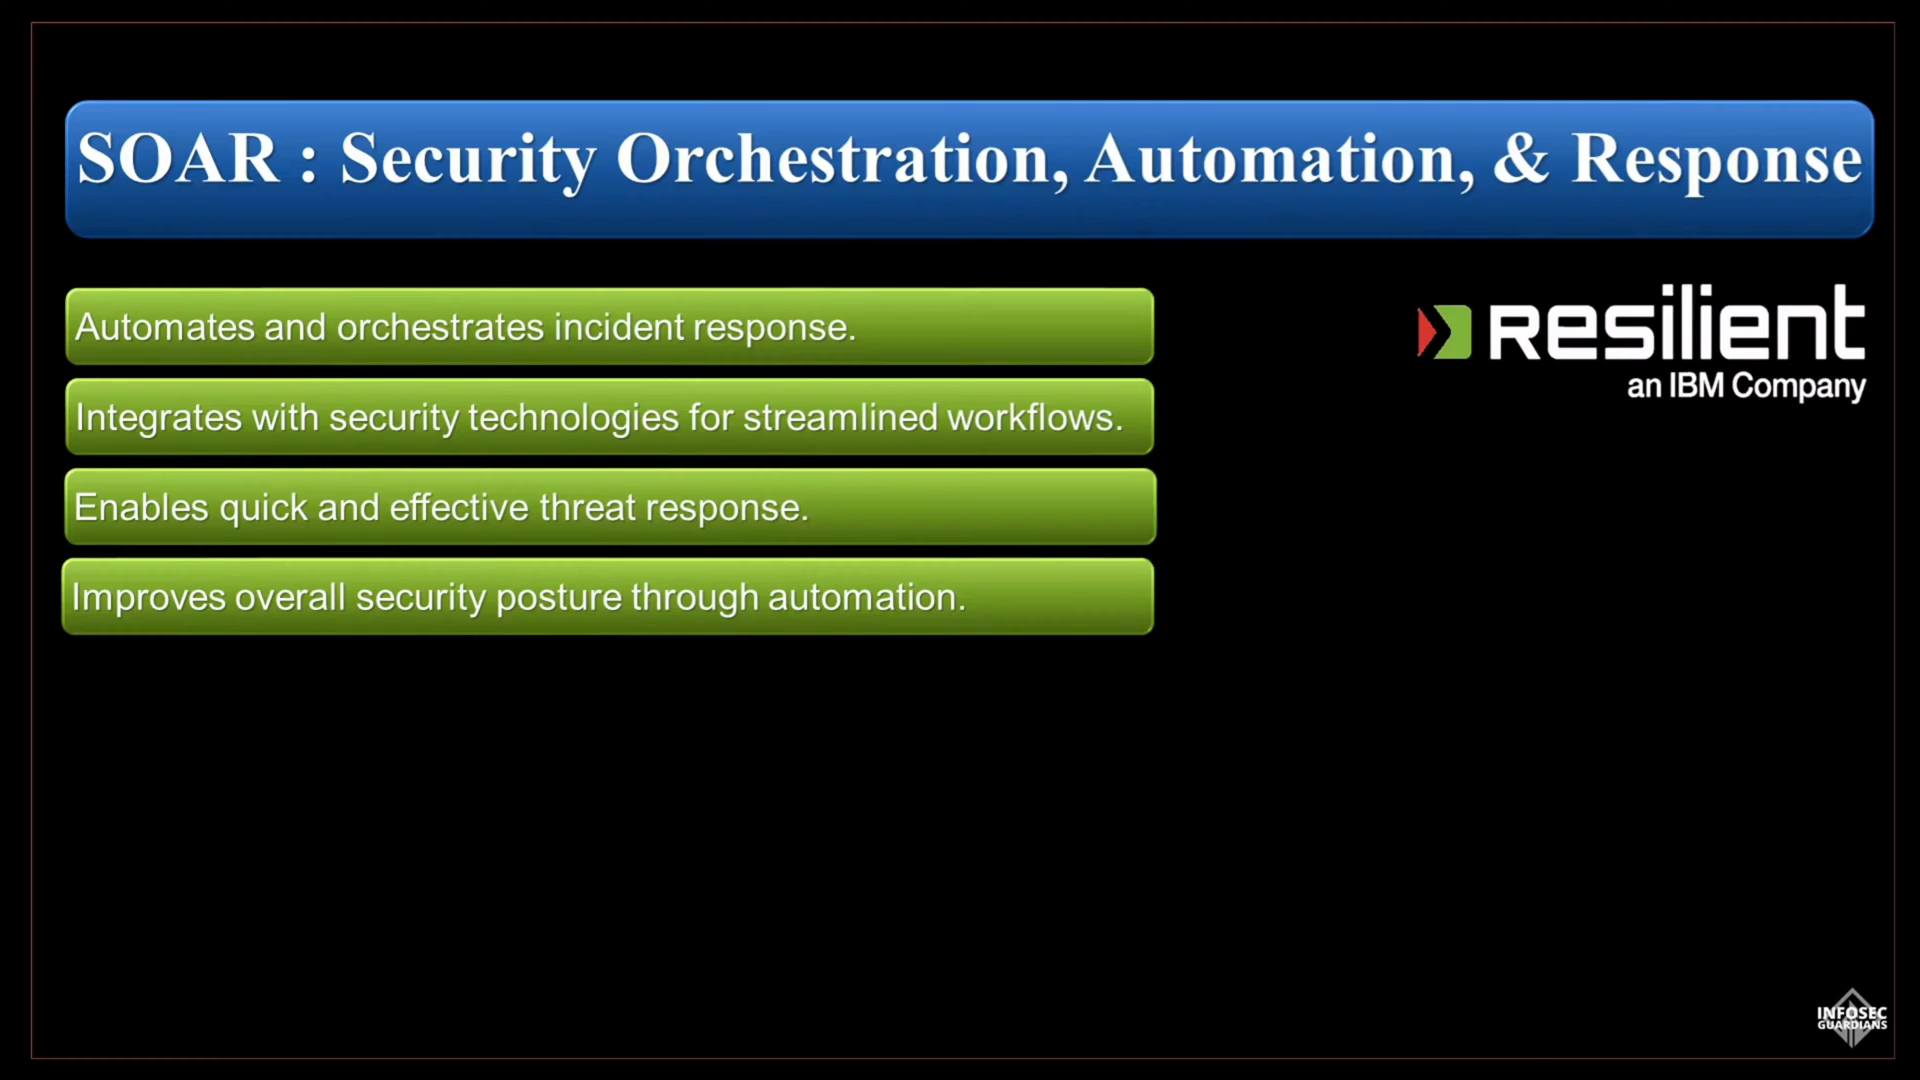 SOAR : Security Orchestration, Automation, & Response
Automates and orchestrates incident response.
Integrates with security technologies for streamlined workflows.
Enables quick and effective threat response.
Improves overall security posture through automation.
resilient
an IBM Company
INFOSEC
GUARDIANS